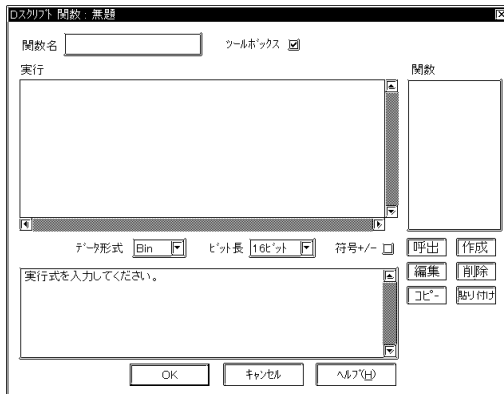 Dｽｸﾘﾌﾟﾄ 関数 : 無題
関数名
ﾂｰﾙﾎﾞｯｸｽ
実行
関数
ﾃﾞｰﾀ形式 Bin ﾋﾞｯﾄ長 16ﾋﾞｯﾄ 符号+/-
呼出 作成
編集 削除
ｺﾋﾟｰ 貼り付け
実行式を入力してください。
OK ｷｬﾝｾﾙ ﾍﾙﾌﾟ(H)